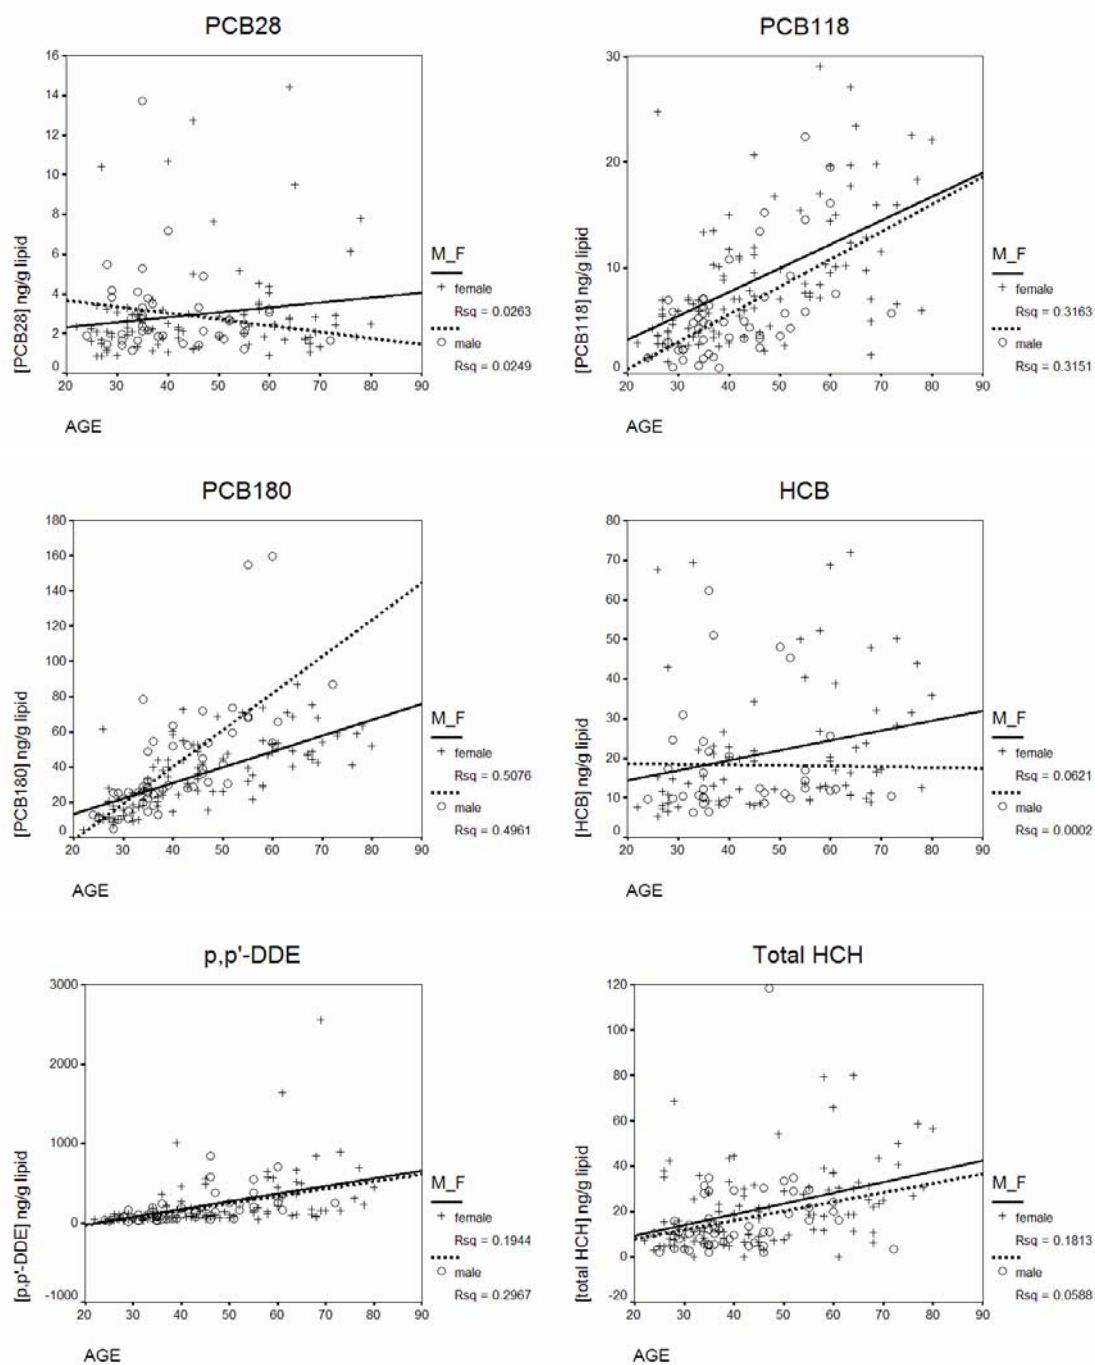 PCB28
16
14
12
10
8
6
4
2
0
20 30 40 50 60 70 80 90
[PCB28] ng/g lipid
AGE
M_F
+ female
Rsq = 0.0263
○ male
Rsq = 0.0249
PCB118
30
20
10
0
20 30 40 50 60 70 80 90
[PCB118] ng/g lipid
AGE
M_F
+ female
Rsq = 0.3163
○ male
Rsq = 0.3151
PCB180
180
160
140
120
100
80
60
40
20
0
20 30 40 50 60 70 80 90
[PCB180] ng/g lipid
AGE
M_F
+ female
Rsq = 0.5076
○ male
Rsq = 0.4961
HCB
80
70
60
50
40
30
20
10
0
20 30 40 50 60 70 80 90
[HCB] ng/g lipid
AGE
M_F
+ female
Rsq = 0.0621
○ male
Rsq = 0.0002
p,p'-DDE
3000
2000
1000
0
-1000
20 30 40 50 60 70 80 90
[p,p'-DDE] ng/g lipid
AGE
M_F
+ female
Rsq = 0.1944
○ male
Rsq = 0.2967
Total HCH
120
100
80
60
40
20
0
-20
20 30 40 50 60 70 80 90
[total HCH] ng/g lipid
AGE
M_F
+ female
Rsq = 0.1813
○ male
Rsq = 0.0588